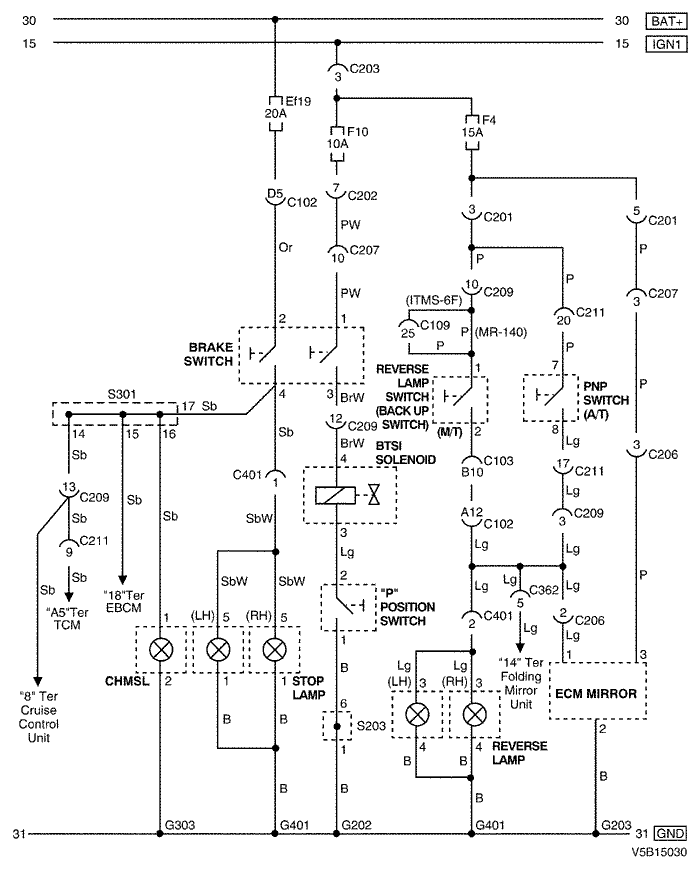 30 30 BAT+
15 15 IGN1
C203
3
Ef19
20A
F10
10A
F4
15A
D5 C102
7 C202
3 C201
5 C201
PW
Or
C207
10
P
P
PW
10 C209
P
3 C207
(ITMS-6F)
C109
25
P (MR-140)
P
C211
20
P
2 1
BRAKE
SWITCH
4 3
REVERSE
LAMP
SWITCH
(BACK UP
SWITCH)
(M/T)
1
2
7
PNP
SWITCH
(A/T)
8
P
S301
17 Sb
14 15 16
BrW
12 C209
BrW
Lg
3 C206
Sb
Sb
BTSI
SOLENOID
4
3
C103
B10
17 C211
Lg
C401
1
13 C209
Sb
C211
9
Sb
Sb
Sb
Sb
"A5"Ter
TCM
"18"Ter
EBCM
SbW
A12 C102
C209
3
Lg
Lg
Lg
SbW SbW
2
"P"
POSITION
SWITCH
1
Lg
Lg
C362
5
Lg
P
C401
2
2 C206
Lg
1 (LH) 5 (RH) 5
CHMSL
2 1 1
STOP
LAMP
"8" Ter
Cruise
Control
Unit
B
"14" Ter
Folding
Mirror
Unit
1 3
ECM MIRROR
2
Lg Lg
(LH) 3 (RH) 3
4 4
REVERSE
LAMP
B B
6
S203
1
B B
B
B
B
B
B
31 G303 G401 G202 G401 G203 31 GND
V5B15030